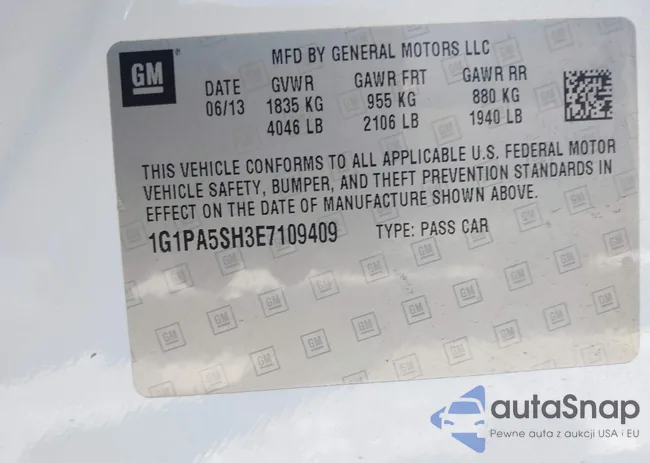 GM
MFD BY GENERAL MOTORS LLC
DATE GVWR GAWR FRT GAWR RR
06/13 1835 KG 955 KG 880 KG
4046 LB 2106 LB 1940 LB
THIS VEHICLE CONFORMS TO ALL APPLICABLE U.S. FEDERAL MOTOR
VEHICLE SAFETY, BUMPER, AND THEFT PREVENTION STANDARDS IN
EFFECT ON THE DATE OF MANUFACTURE SHOWN ABOVE.
1G1PA5SH3E7109409 TYPE: PASS CAR
autaSnap
Pewne auta z aukcji USA i EU